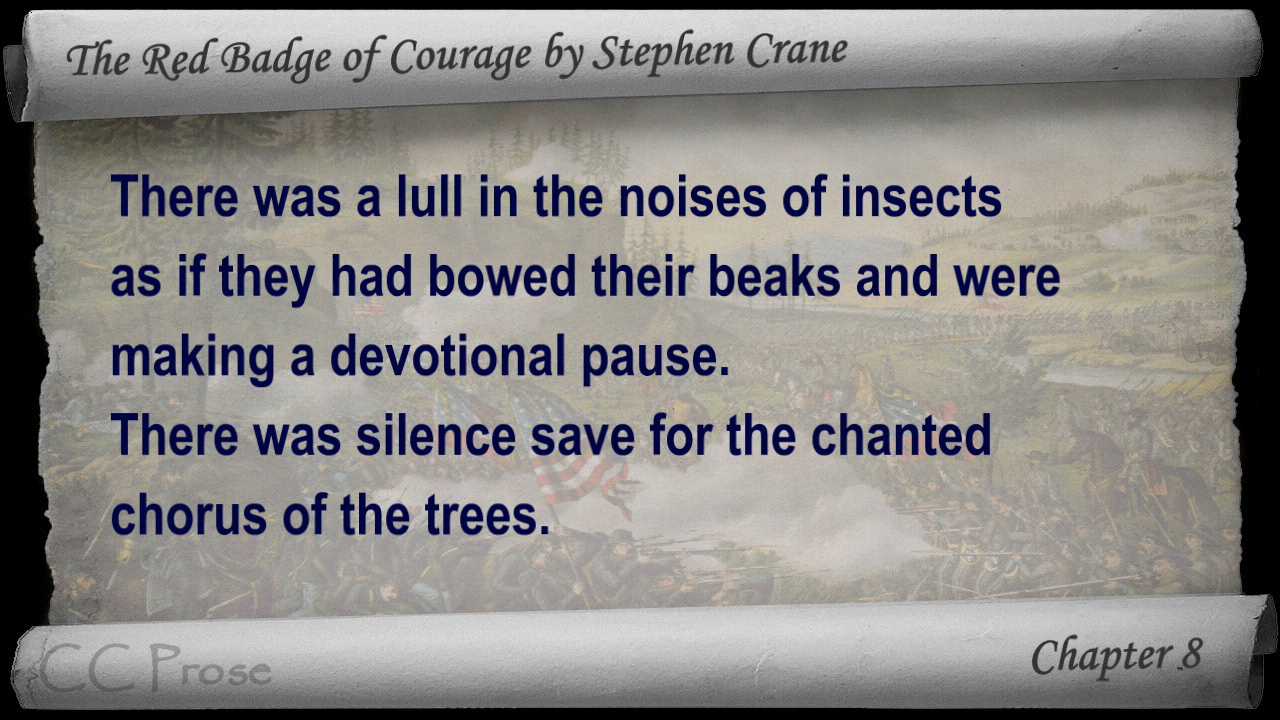 The Red Badge of Courage by Stephen Crane
There was a lull in the noises of insects
as if they had bowed their beaks and were
making a devotional pause.
There was silence save for the chanted
chorus of the trees.
CC Prose
Chapter 8